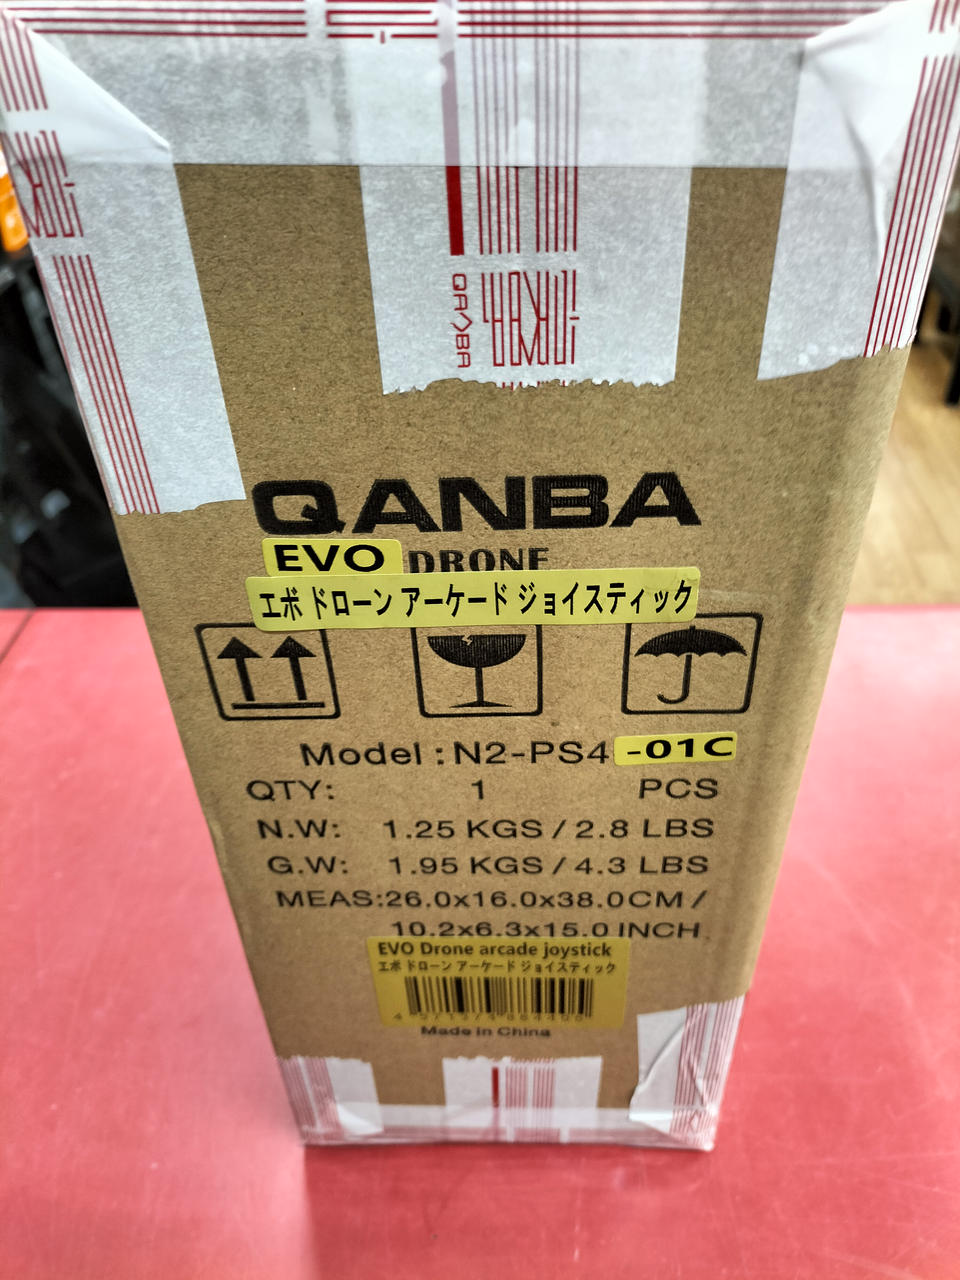 QANBA
QANBA
EVO DRONE
エボ ドローン アーケード ジョイスティック
Model : N2-PS4 -01C
QTY: 1 PCS
N.W: 1.25 KGS / 2.8 LBS
G.W: 1.95 KGS / 4.3 LBS
MEAS:26.0x16.0x38.0CM /
10.2x6.3x15.0 INCH
EVO Drone arcade joystick
エボ ドローン アーケード ジョイスティック
Made in China